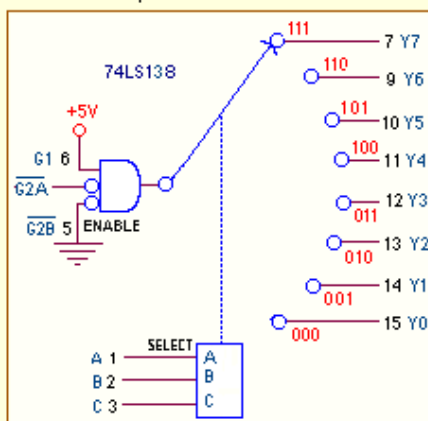 111
7 Y7
74LS138
110
9 Y6
+5V
101
10 Y5
G1 6
100
11 Y4
G2A
12 Y3
011
G2B 5 ENABLE
13 Y2
010
14 Y1
001
SELECT
15 Y0
000
A 1 A
B 2 B
C 3 C